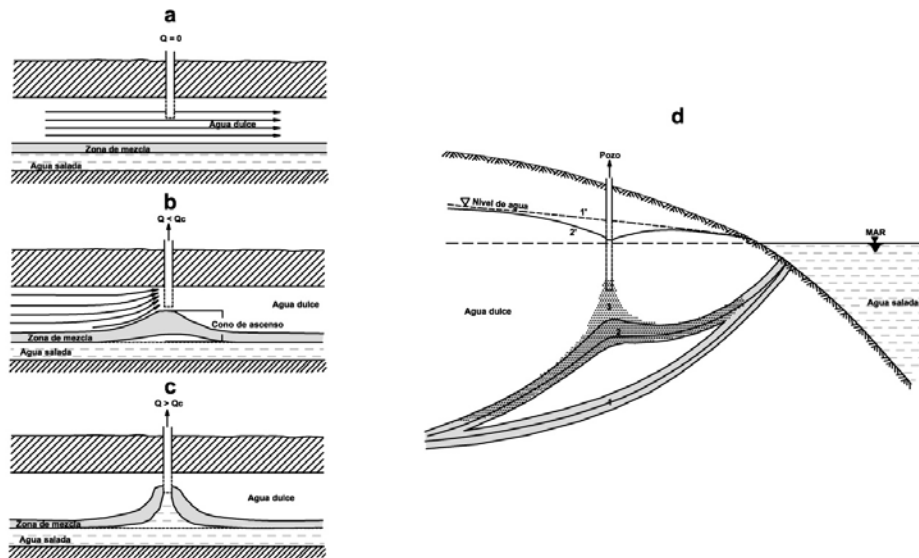 a
Q = 0
Agua dulce
Zona de mezcla
Agua salada
b
Q < Qc
Agua dulce
Cono de ascenso
Zona de mezcla
Agua salada
c
Q > Qc
Agua dulce
Zona de mezcla
Agua salada
d
Pozo
Nivel de agua
1'
2'
MAR
Agua dulce
Agua salada
3
2
1